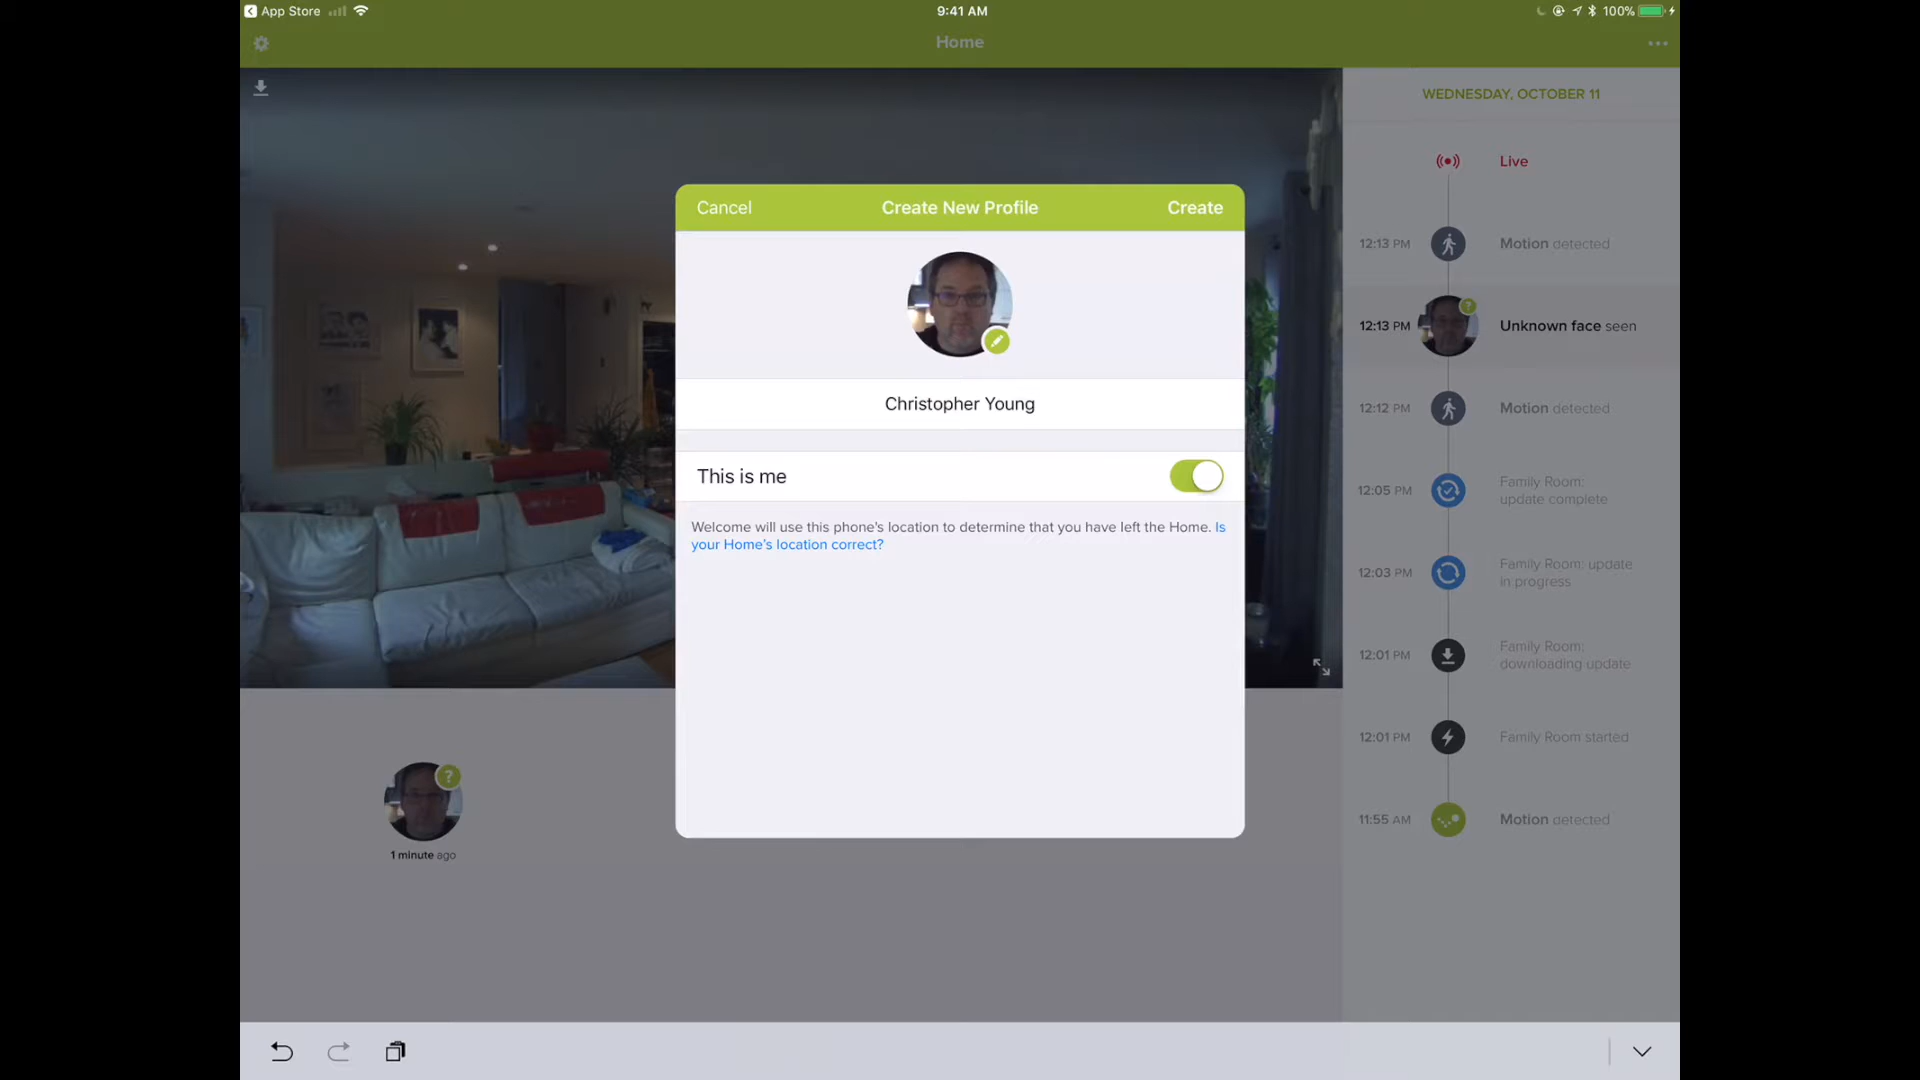 App Store
9:41 AM
100%
Home
WEDNESDAY, OCTOBER 11
Live
12:13 PM Motion detected
12:13 PM ? Unknown face seen
12:12 PM Motion detected
12:05 PM Family Room:
update complete
12:03 PM Family Room: update
in progress
12:01 PM Family Room:
downloading update
12:01 PM Family Room started
11:55 AM Motion detected
Cancel Create New Profile Create
Christopher Young
This is me
Welcome will use this phone's location to determine that you have left the Home. Is
your Home's location correct?
?
1 minute ago